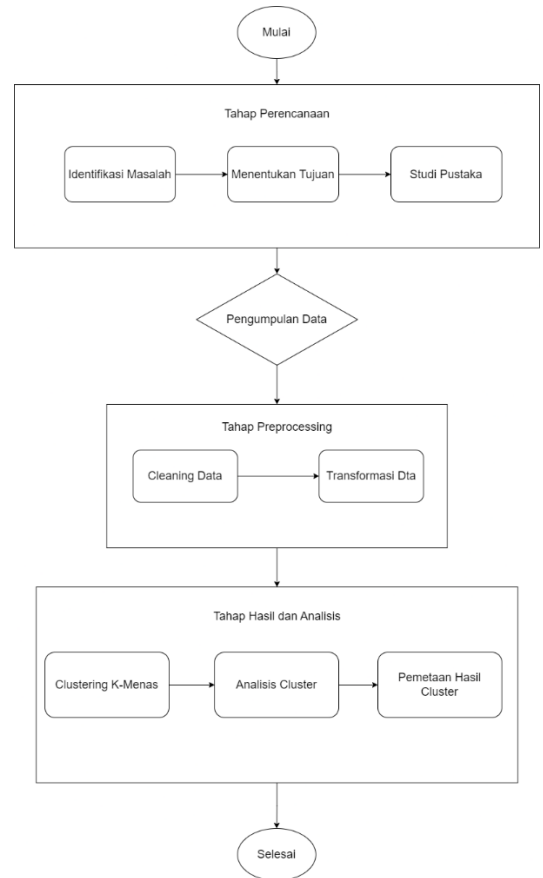 Mulai
Tahap Perencanaan
Identifikasi Masalah
Menentukan Tujuan
Studi Pustaka
Pengumpulan Data
Tahap Preprocessing
Cleaning Data
Transformasi Dta
Tahap Hasil dan Analisis
Clustering K-Menas
Analisis Cluster
Pemetaan Hasil
Cluster
Selesai